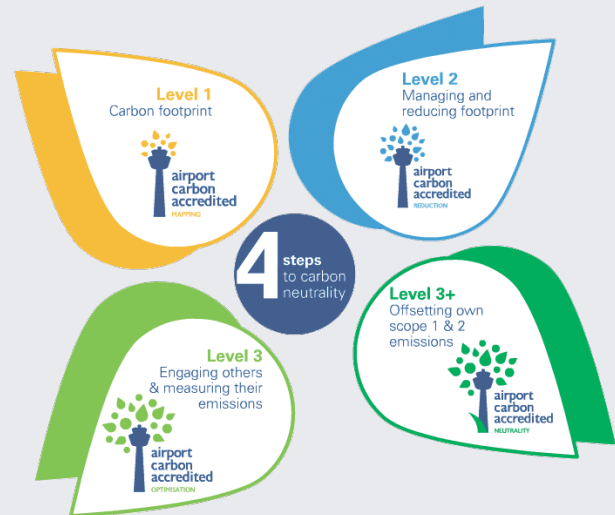 Level 1
Carbon footprint
airport
carbon
accredited
MAPPING
Level 2
Managing and
reducing footprint
airport
carbon
accredited
REDUCTION
4 steps
to carbon
neutrality
Level 3
Engaging others
& measuring their
emissions
airport
carbon
accredited
OPTIMISATION
Level 3+
Offsetting own
scope 1 & 2
emissions
airport
carbon
accredited
NEUTRALITY